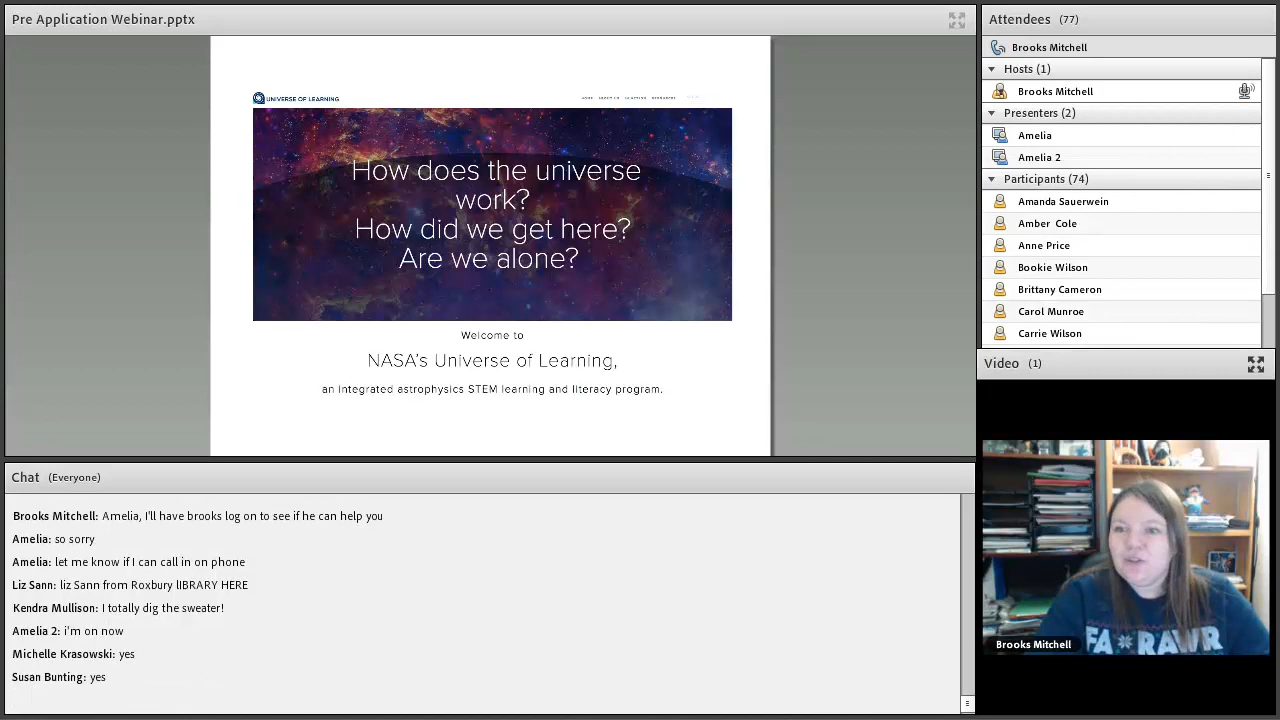 Pre Application Webinar.pptx
UNIVERSE OF LEARNING
HOME ABOUT US
RESOURCES
How does the universe
work?
How did we get here?
Are we alone?
Welcome to
NASA's Universe of Learning,
an integrated astrophysics STEM learning and literacy program.
Chat (Everyone)
Brooks Mitchell: Amelia, I'll have brooks log on to see if he can help you
Amelia: so sorry
Amelia: let me know if I can call in on phone
Liz Sann: liz Sann from Roxbury lIBRARY HERE
Kendra Mullison: I totally dig the sweater!
Amelia 2: i'm on now
Michelle Krasowski: yes
Susan Bunting: yes
Attendees (77)
Brooks Mitchell
Hosts (1)
Brooks Mitchell
Presenters (2)
Amelia
Amelia 2
Participants (74)
Amanda Sauerwein
Amber Cole
Anne Price
Bookie Wilson
Brittany Cameron
Carol Munroe
Carrie Wilson
Video (1)
FA RAWR
Brooks Mitchell